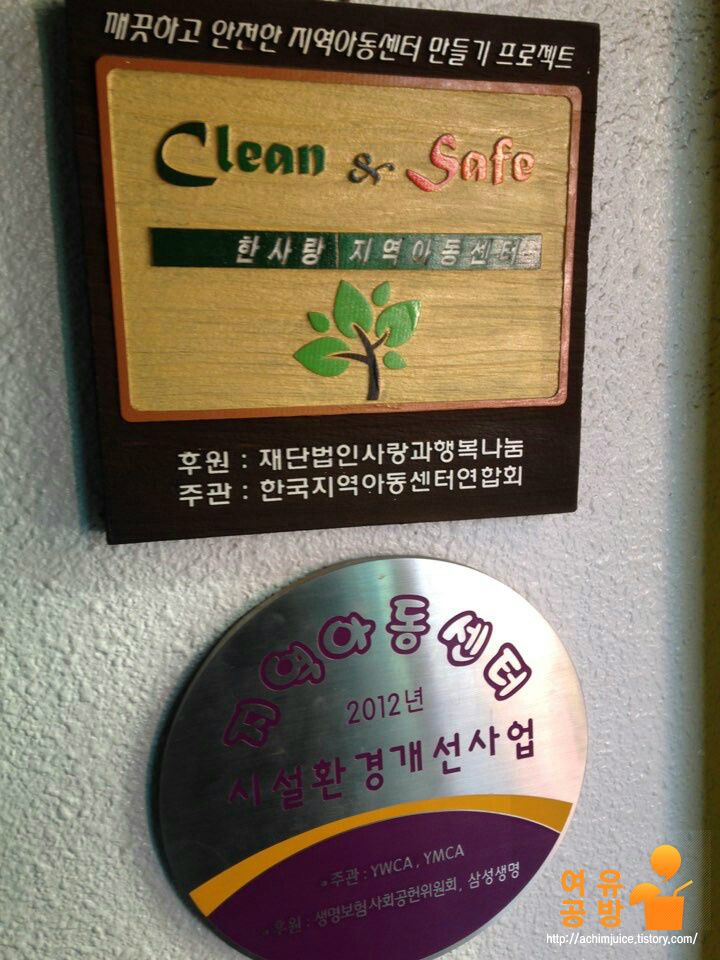 깨끗하고 안전한 지역아동센터 만들기 프로젝트
Clean & Safe
한사랑 지역아동센터
후원 : 재단법인사랑과행복나눔
주관 : 한국지역아동센터연합회
지역아동센터
2012년
시설환경개선사업
주관 : YWCA, YMCA
후원 : 생명보험사회공헌위원회, 삼성생명
여유
공방
http://achimjuice.tistory.com/